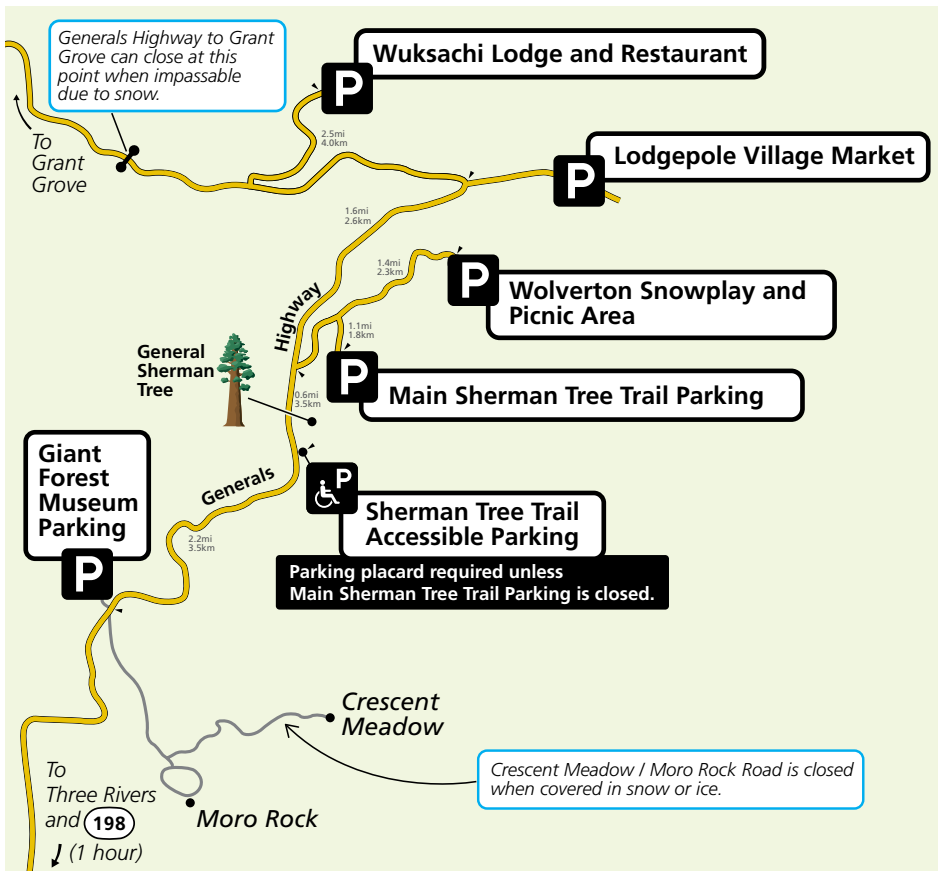 Generals Highway to Grant
Grove can close at this
point when impassable
due to snow.
P
Wuksachi Lodge and Restaurant
To
Grant
Grove
2.5mi
4.0km
P
Lodgepole Village Market
1.6mi
2.6km
1.4mi
2.3km
P
Wolverton Snowplay and
Picnic Area
Highway
1.1mi
1.8km
General
Sherman
Tree
P
Main Sherman Tree Trail Parking
0.6mi
3.5km
Giant
Forest
Museum
Parking
P
Generals
P
Sherman Tree Trail
Accessible Parking
Parking placard required unless
Main Sherman Tree Trail Parking is closed.
2.2mi
3.5km
Crescent
Meadow
Crescent Meadow / Moro Rock Road is closed
when covered in snow or ice.
Moro Rock
To
Three Rivers
and 198
(1 hour)